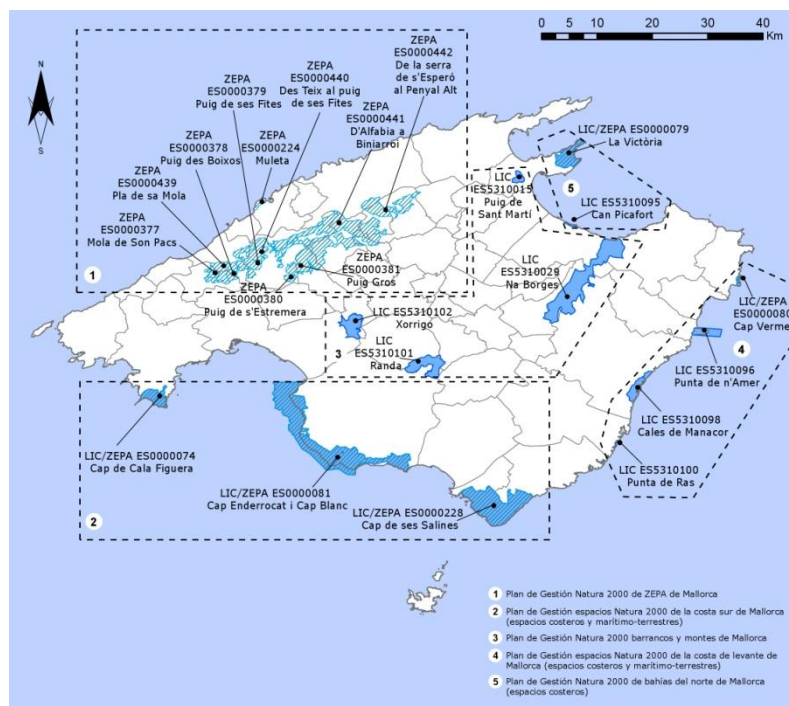 0 5 10 20 30 40
Km
N
S
ZEPA
ES0000442
De la serra
de s'Esperó
al Penyal Alt
ZEPA
ES0000440
Des Teix al puig
de ses Fites
ZEPA
ES0000379
Puig de ses Fites
ZEPA
ES0000441
D'Alfabia a
Biniarroi
ZEPA
ES0000378
Puig des Boixos
ZEPA
ES0000224
Muleta
ZEPA
ES0000439
Pla de sa Mola
ZEPA
ES0000377
Mola de Son Pacs
1
ZEPA
ES0000380
Puig de s'Estremera
ZEPA
ES0000381
Puig Gros
LIC/ZEPA ES0000079
La Victòria
LIC
ES5310015
Puig de
Sant Martí
5
LIC ES5310095
Can Picafort
LIC
ES5310029
Na Borges
LIC ES5310102
Xorrigo
3
LIC
ES5310101
Randa
LIC/ZEPA
ES0000080
Cap Vermell
4
LIC ES5310096
Punta de n'Amer
LIC ES5310098
Cales de Manacor
LIC ES5310100
Punta de Ras
LIC/ZEPA ES0000074
Cap de Cala Figuera
LIC/ZEPA ES0000081
Cap Enderrocat i Cap Blanc
LIC/ZEPA ES0000228
Cap de ses Salines
2
1 Plan de Gestión Natura 2000 de ZEPA de Mallorca
2 Plan de Gestión espacios Natura 2000 de la costa sur de Mallorca
(espacios costeros y marítimo-terrestres)
3 Plan de Gestión Natura 2000 barrancos y montes de Mallorca
4 Plan de Gestión espacios Natura 2000 de la costa de levante de
Mallorca (espacios costeros y marítimo-terrestres)
5 Plan de Gestión Natura 2000 de bahías del norte de Mallorca
(espacios costeros)